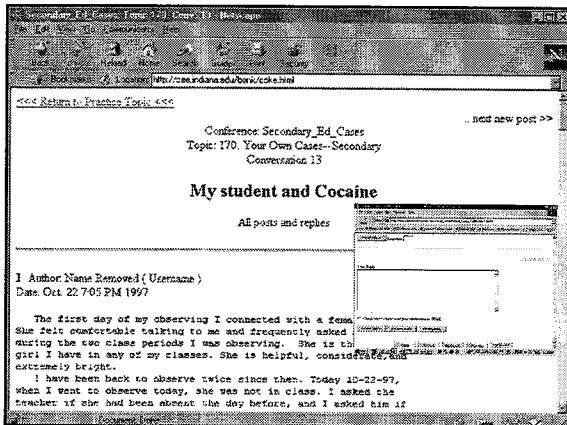 Secondary_Ed_Cases Topic 170 Conv. 13 - Netscape
File Edit View Go Communicator Help
Back Reload Home Search Guide Print Security
Bookmarks Location: http://cee.indiana.edu/bonk/coke.html
<<< Return to Practice Topic <<<
.. next new post >>
Conference: Secondary_Ed_Cases
Topic: 170. Your Own Cases--Secondary
Conversation 13
My student and Cocaine
All posts and replies
1 Author: Name Removed ( Username )
Date: Oct. 22 7:05 PM 1997
The first day of my observing I connected with a fema
She felt comfortable talking to me and frequently asked
during the two class periods I was observing. She is th
girl I have in any of my classes. She is helpful, considerate, and
extremely bright.
I have been back to observe twice since then. Today 10-22-97,
when I went to observe today, she was not in class. I asked the
teacher if she had been absent the day before, and I asked him if
Document: Done